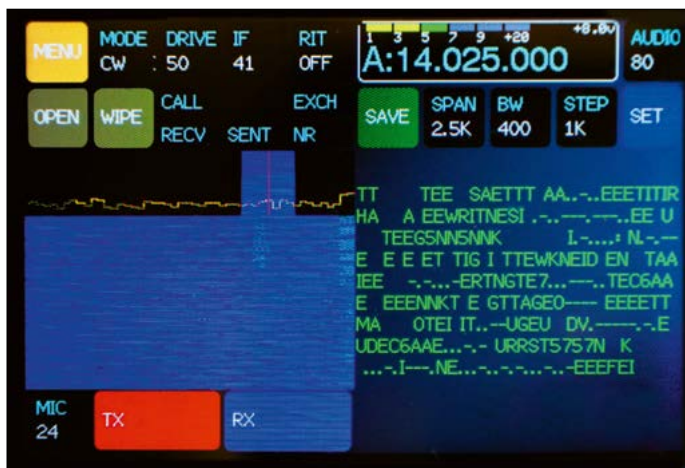 MENU
MODE DRIVE IF RIT
CW : 50 41 OFF
1 3 5 7 9 +20 +8.0v
A:14.025.000
AUDIO
80
OPEN
WIPE
CALL EXCH
RECV SENT NR
SAVE
SPAN BW STEP
2.5K 400 1K
SET
TT TEE SAETTT AA..-..EEETITIR
HA A EEWRITNESI .-..---.---..EE U
TEEG5NN5NNK I.-....: N.-.--
E E E ET TIG I TTEWKNEID EN TAA
IEE -.-...-ERTNGTE7...---...TEC6AA
E EEENNKT E GTTAGEO---- EEEETT
MA OTEI IT..--UGEU DV.-----.-.E
UDEC6AAE...-.- URRST5757N K
...-.I---.NE...-..-.-...-..-EEEFEI
MIC
24
TX
RX